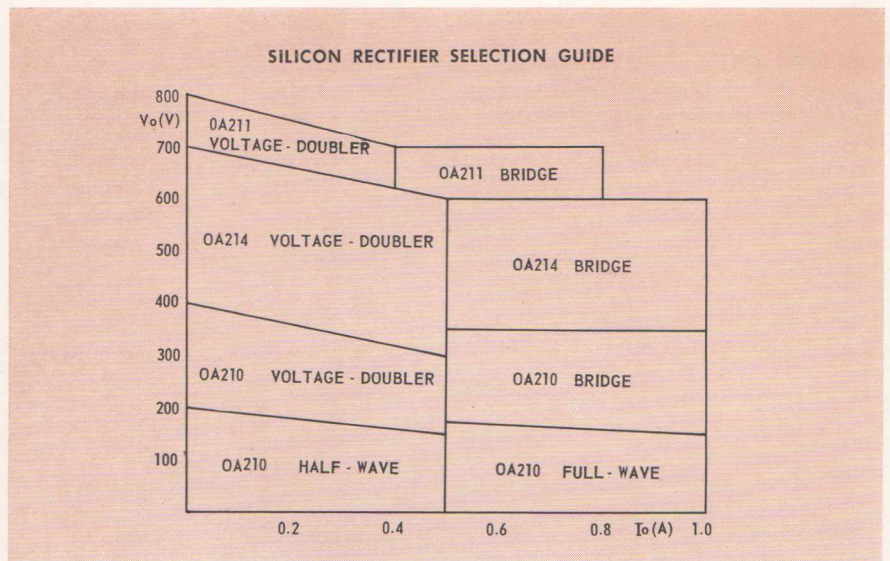 SILICON RECTIFIER SELECTION GUIDE
800
Vo(V)
0A211
VOLTAGE - DOUBLER
700
OA211 BRIDGE
600
OA214 VOLTAGE - DOUBLER
500
OA214 BRIDGE
400
300
OA210 VOLTAGE - DOUBLER
OA210 BRIDGE
200
100
OA210 HALF - WAVE
OA210 FULL - WAVE
0.2 0.4 0.6 0.8 Io(A) 1.0